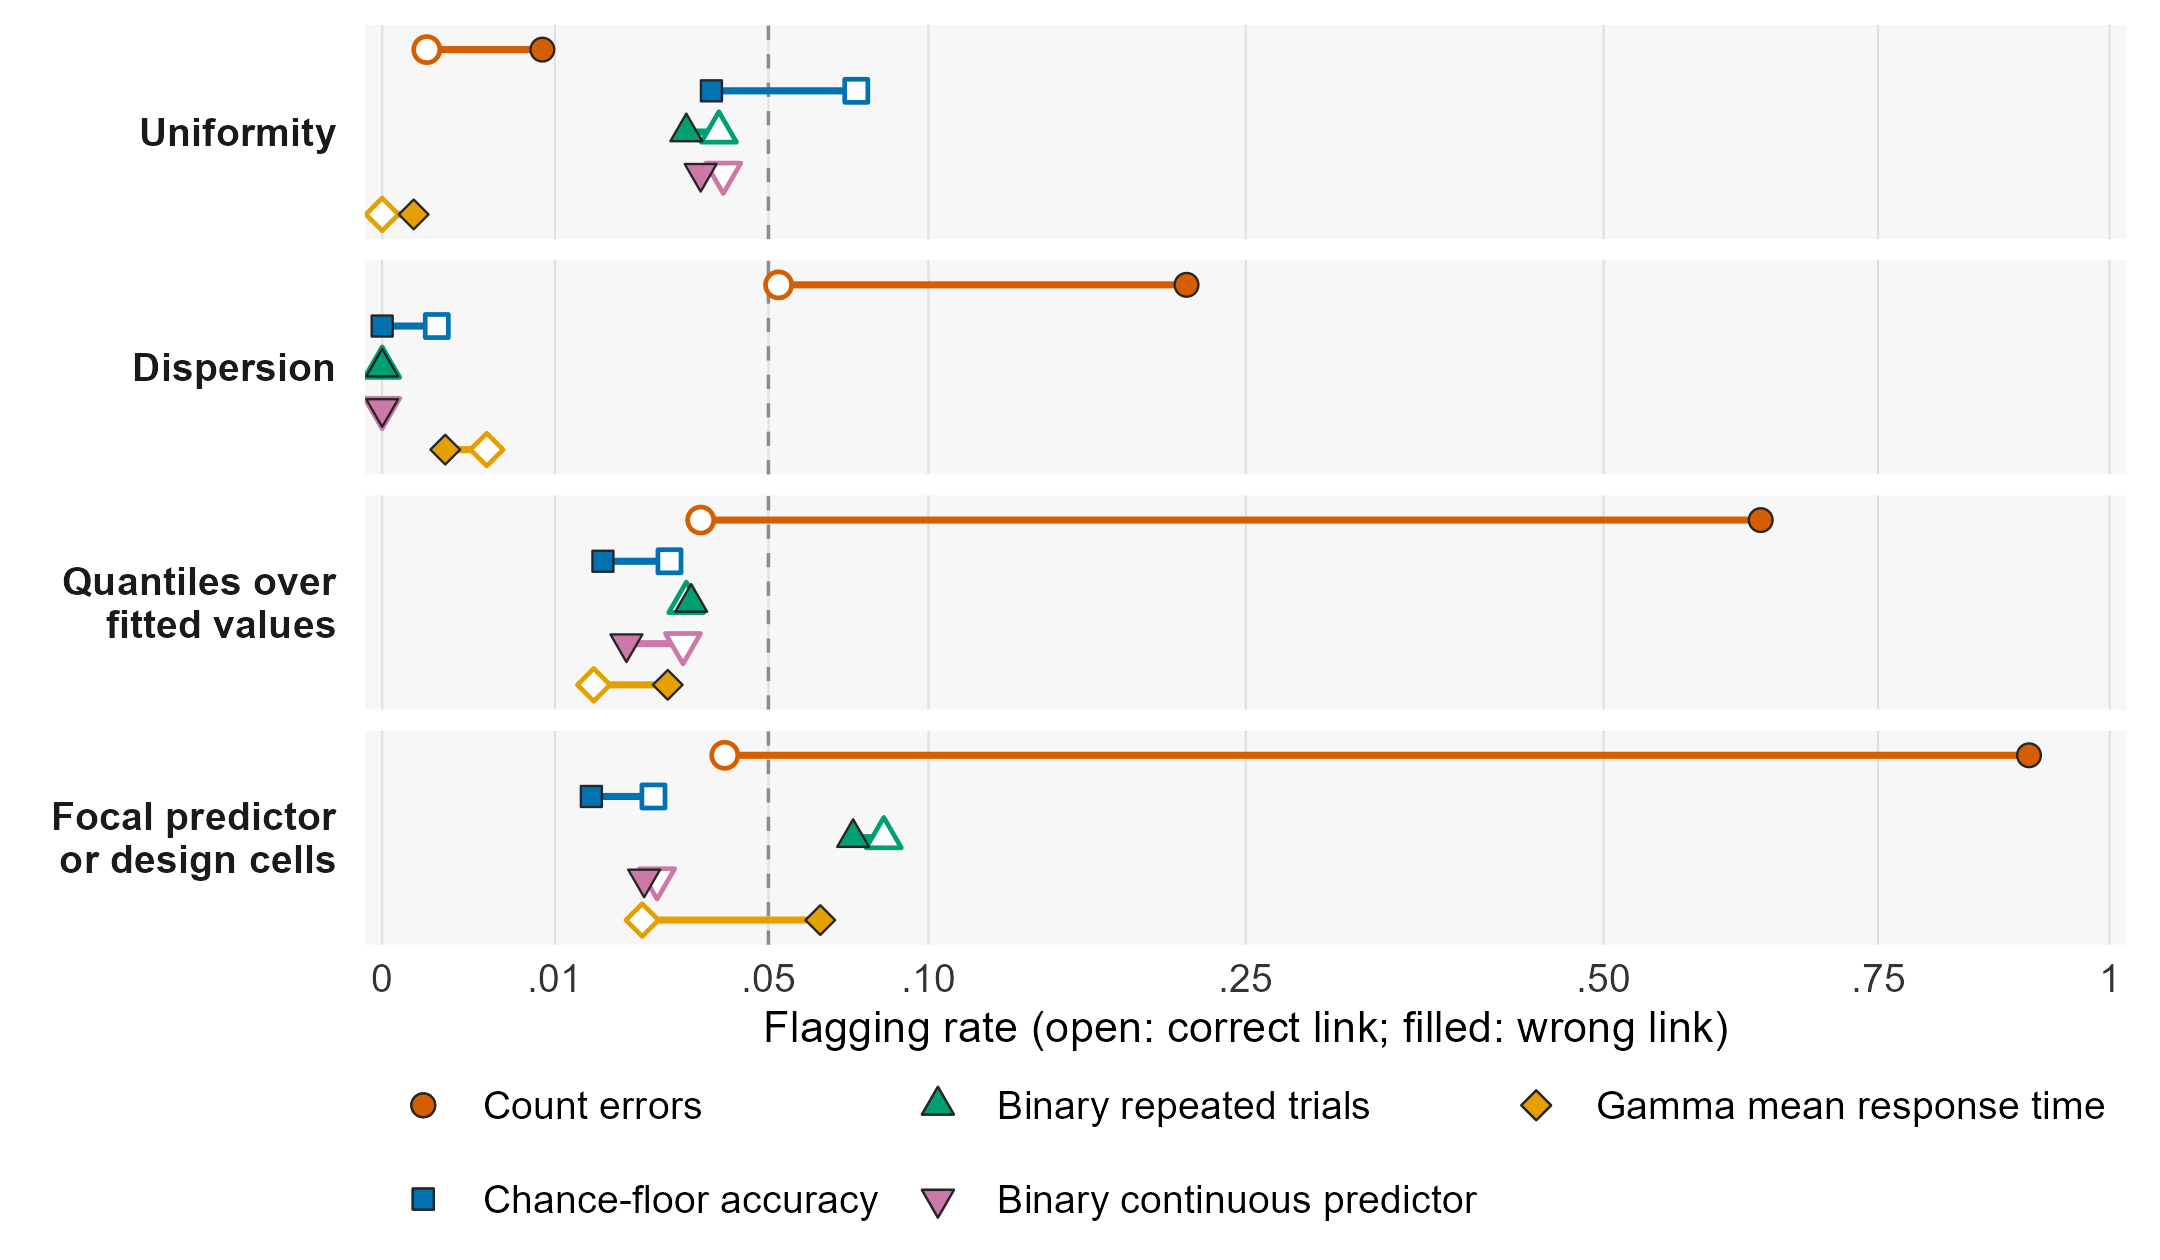 Uniformity
Dispersion
Quantiles over
fitted values
Focal predictor
or design cells
0 .01 .05 .10 .25 .50 .75 1
Flagging rate (open: correct link; filled: wrong link)
Count errors
Binary repeated trials
Gamma mean response time
Chance-floor accuracy
Binary continuous predictor